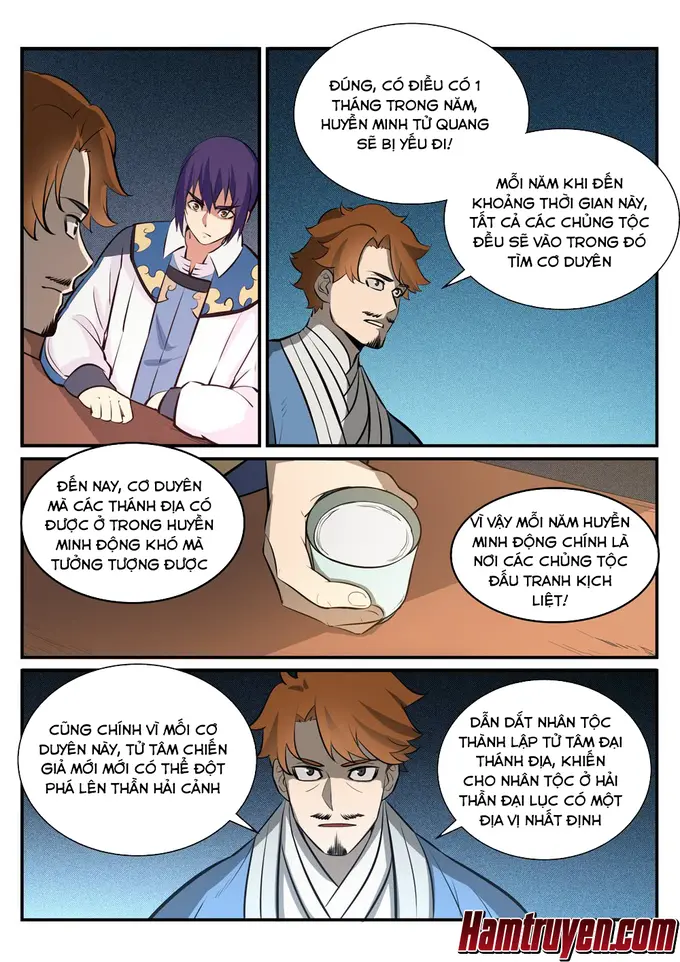 ĐÚNG, CÓ ĐIỀU CÓ 1
THÁNG TRONG NĂM,
HUYỀN MINH TỬ QUANG
SẼ BỊ YẾU ĐI!
MỖI NĂM KHI ĐẾN
KHOẢNG THỜI GIAN NÀY,
TẤT CẢ CÁC CHỦNG TỘC
ĐỀU SẼ VÀO TRONG ĐÓ
TÌM CƠ DUYÊN
ĐẾN NAY, CƠ DUYÊN
MÀ CÁC THÁNH ĐỊA CÓ
ĐƯỢC Ở TRONG HUYỀN
MINH ĐỘNG KHÓ MÀ
TƯỞNG TƯỢNG ĐƯỢC
VÌ VẬY MỖI NĂM HUYỀN
MINH ĐỘNG CHÍNH LÀ
NƠI CÁC CHỦNG TỘC
ĐẤU TRANH KỊCH
LIỆT!
CŨNG CHÍNH VÌ MỐI CƠ
DUYÊN NÀY, TỬ TÂM CHIẾN
GIẢ MỚI MỚI CÓ THỂ ĐỘT
PHÁ LÊN THẦN HẢI CẢNH
DẪN DẮT NHÂN TỘC
THÀNH LẬP TỬ TÂM ĐẠI
THÁNH ĐỊA, KHIẾN
CHO NHÂN TỘC Ở HẢI
THẦN ĐẠI LỤC CÓ MỘT
ĐỊA VỊ NHẤT ĐỊNH
Hamtruyen.com